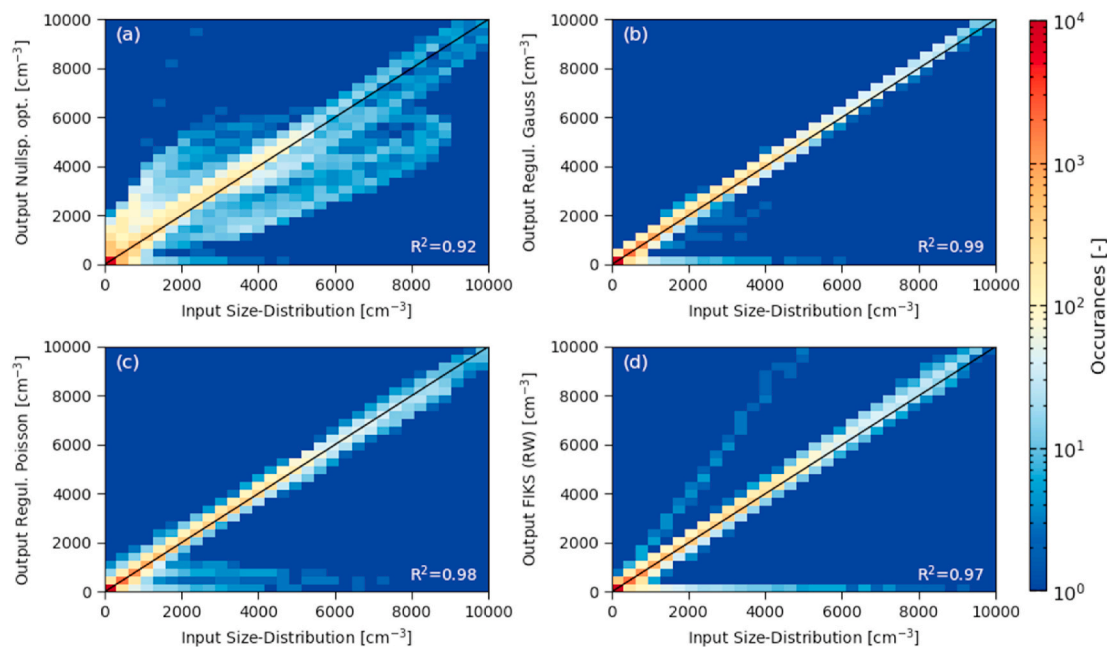 (a)
Output Nullsp. opt. [cm⁻³]
10000
8000
6000
4000
2000
0
R²=0.92
0 2000 4000 6000 8000 10000
Input Size-Distribution [cm⁻³]
(b)
Output Regul. Gauss [cm⁻³]
10000
8000
6000
4000
2000
0
R²=0.99
0 2000 4000 6000 8000 10000
Input Size-Distribution [cm⁻³]
(c)
Output Regul. Poisson [cm⁻³]
10000
8000
6000
4000
2000
0
R²=0.98
0 2000 4000 6000 8000 10000
Input Size-Distribution [cm⁻³]
(d)
Output FIKS (RW) [cm⁻³]
10000
8000
6000
4000
2000
0
R²=0.97
0 2000 4000 6000 8000 10000
Input Size-Distribution [cm⁻³]
10⁴
10³
10²
10¹
10⁰
Occurances [-]